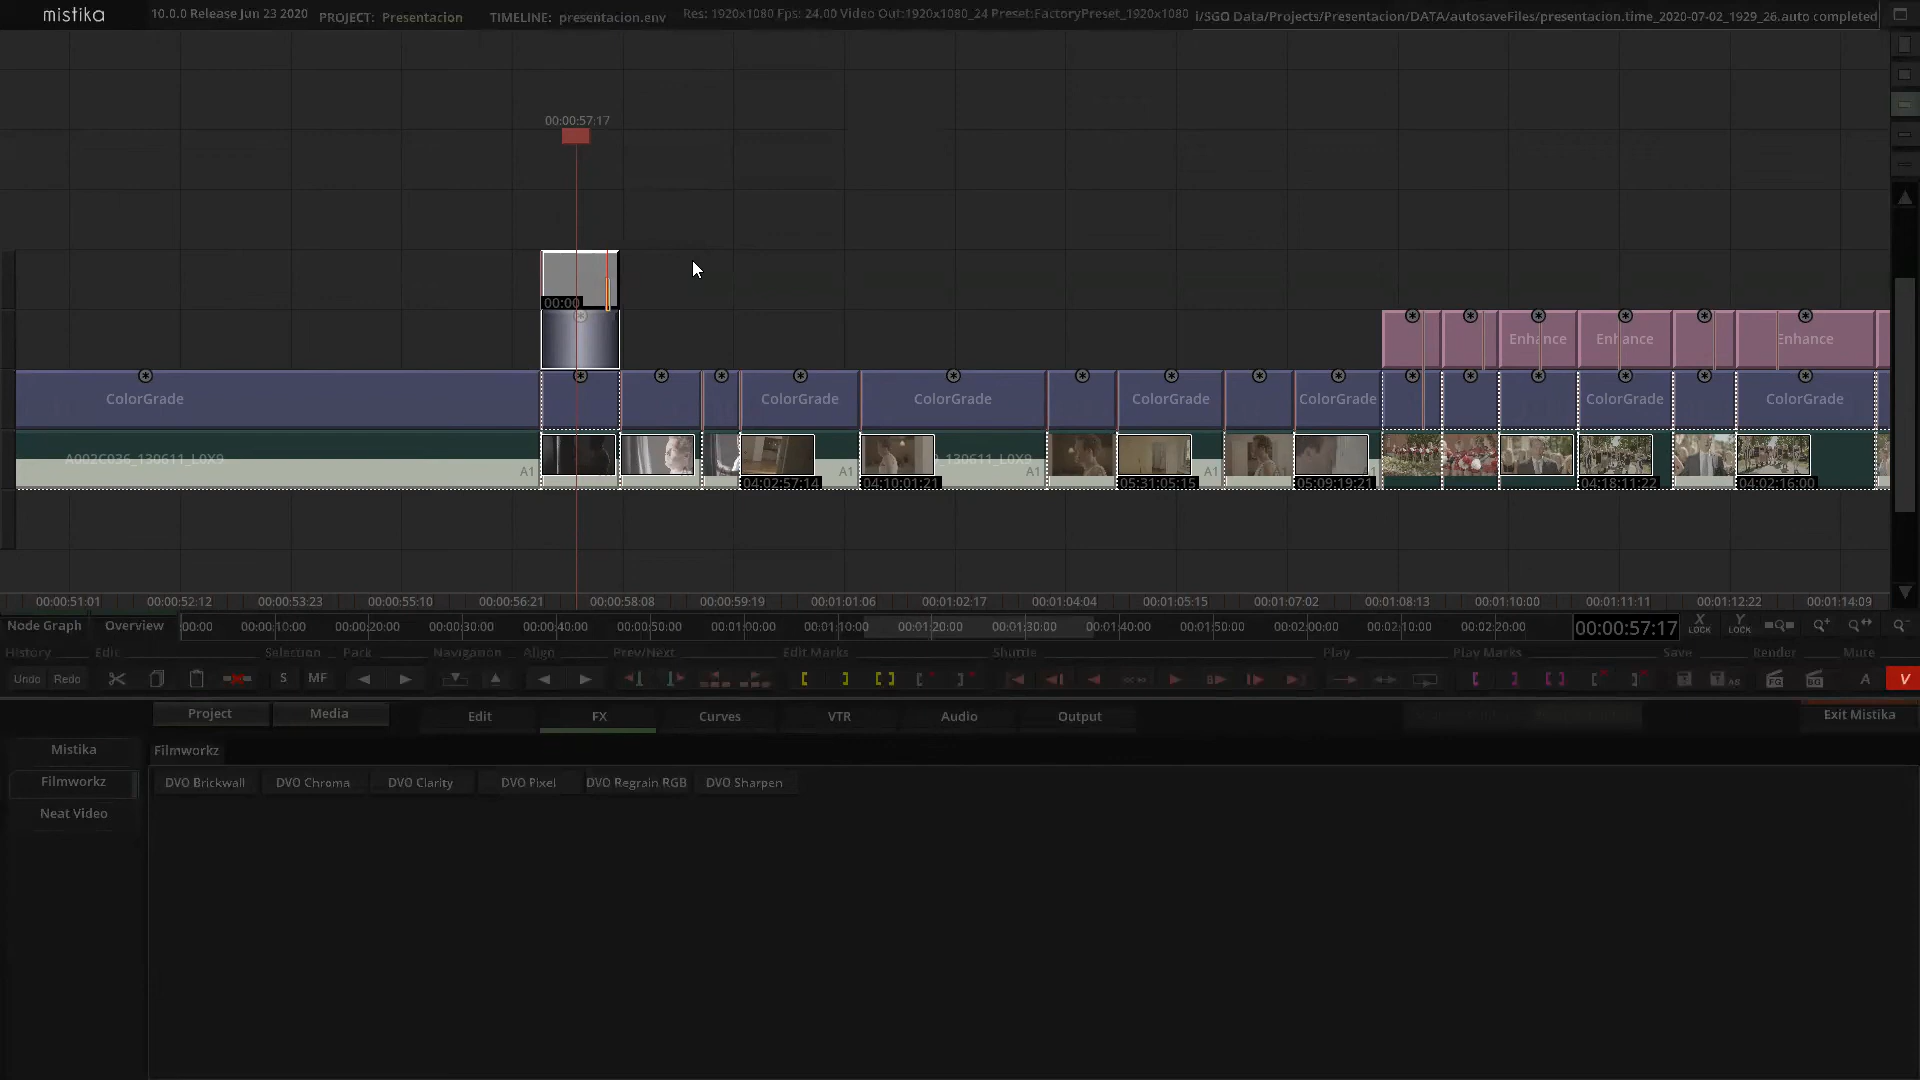 mistika
10.0.0 Release Jun 23 2020
PROJECT: Presentacion
TIMELINE: presentacion.env
Res: 1920x1080 Fps: 24.00 Video Out:1920x1080_24 Preset:FactoryPreset_1920x1080
I/SGO Data/Projects/Presentacion/DATA/autosaveFiles/presentacion.time_2020-07-02_1929_26.auto completed
00:00:57:17
00:00
Enhance Enhance Enhance
ColorGrade ColorGrade ColorGrade ColorGrade ColorGrade ColorGrade ColorGrade
A002C036_130611_L0X9 A1 A1 _130611_L0X9 A1 A1
04:02:57:14 04:10:01:21 05:31:05:15 05:09:19:21 04:18:11:22 04:02:16:00
00:00:51:01 00:00:52:12 00:00:53:23 00:00:55:10 00:00:56:21 00:00:58:08 00:00:59:19 00:01:01:06 00:01:02:17 00:01:04:04 00:01:05:15 00:01:07:02 00:01:08:13 00:01:10:00 00:01:11:11 00:01:12:22 00:01:14:09
Node Graph Overview 00:00 00:00:10:00 00:00:20:00 00:00:30:00 00:00:40:00 00:00:50:00 00:01:00:00 00:01:10:00 00:01:20:00 00:01:30:00 00:01:40:00 00:01:50:00 00:02:00:00 00:02:10:00 00:02:20:00 00:00:57:17 X LOCK Y LOCK
History Edit Selection Pack Navigation Align Prev/Next Edit Marks Shuttle Play Play Marks Save Render Mute
Undo Redo S MF T T AS FG BG A V
Project Media Edit FX Curves VTR Audio Output Exit Mistika
Mistika Filmworkz
Filmworkz DVO Brickwall DVO Chroma DVO Clarity DVO Pixel DVO Regrain RGB DVO Sharpen
Neat Video